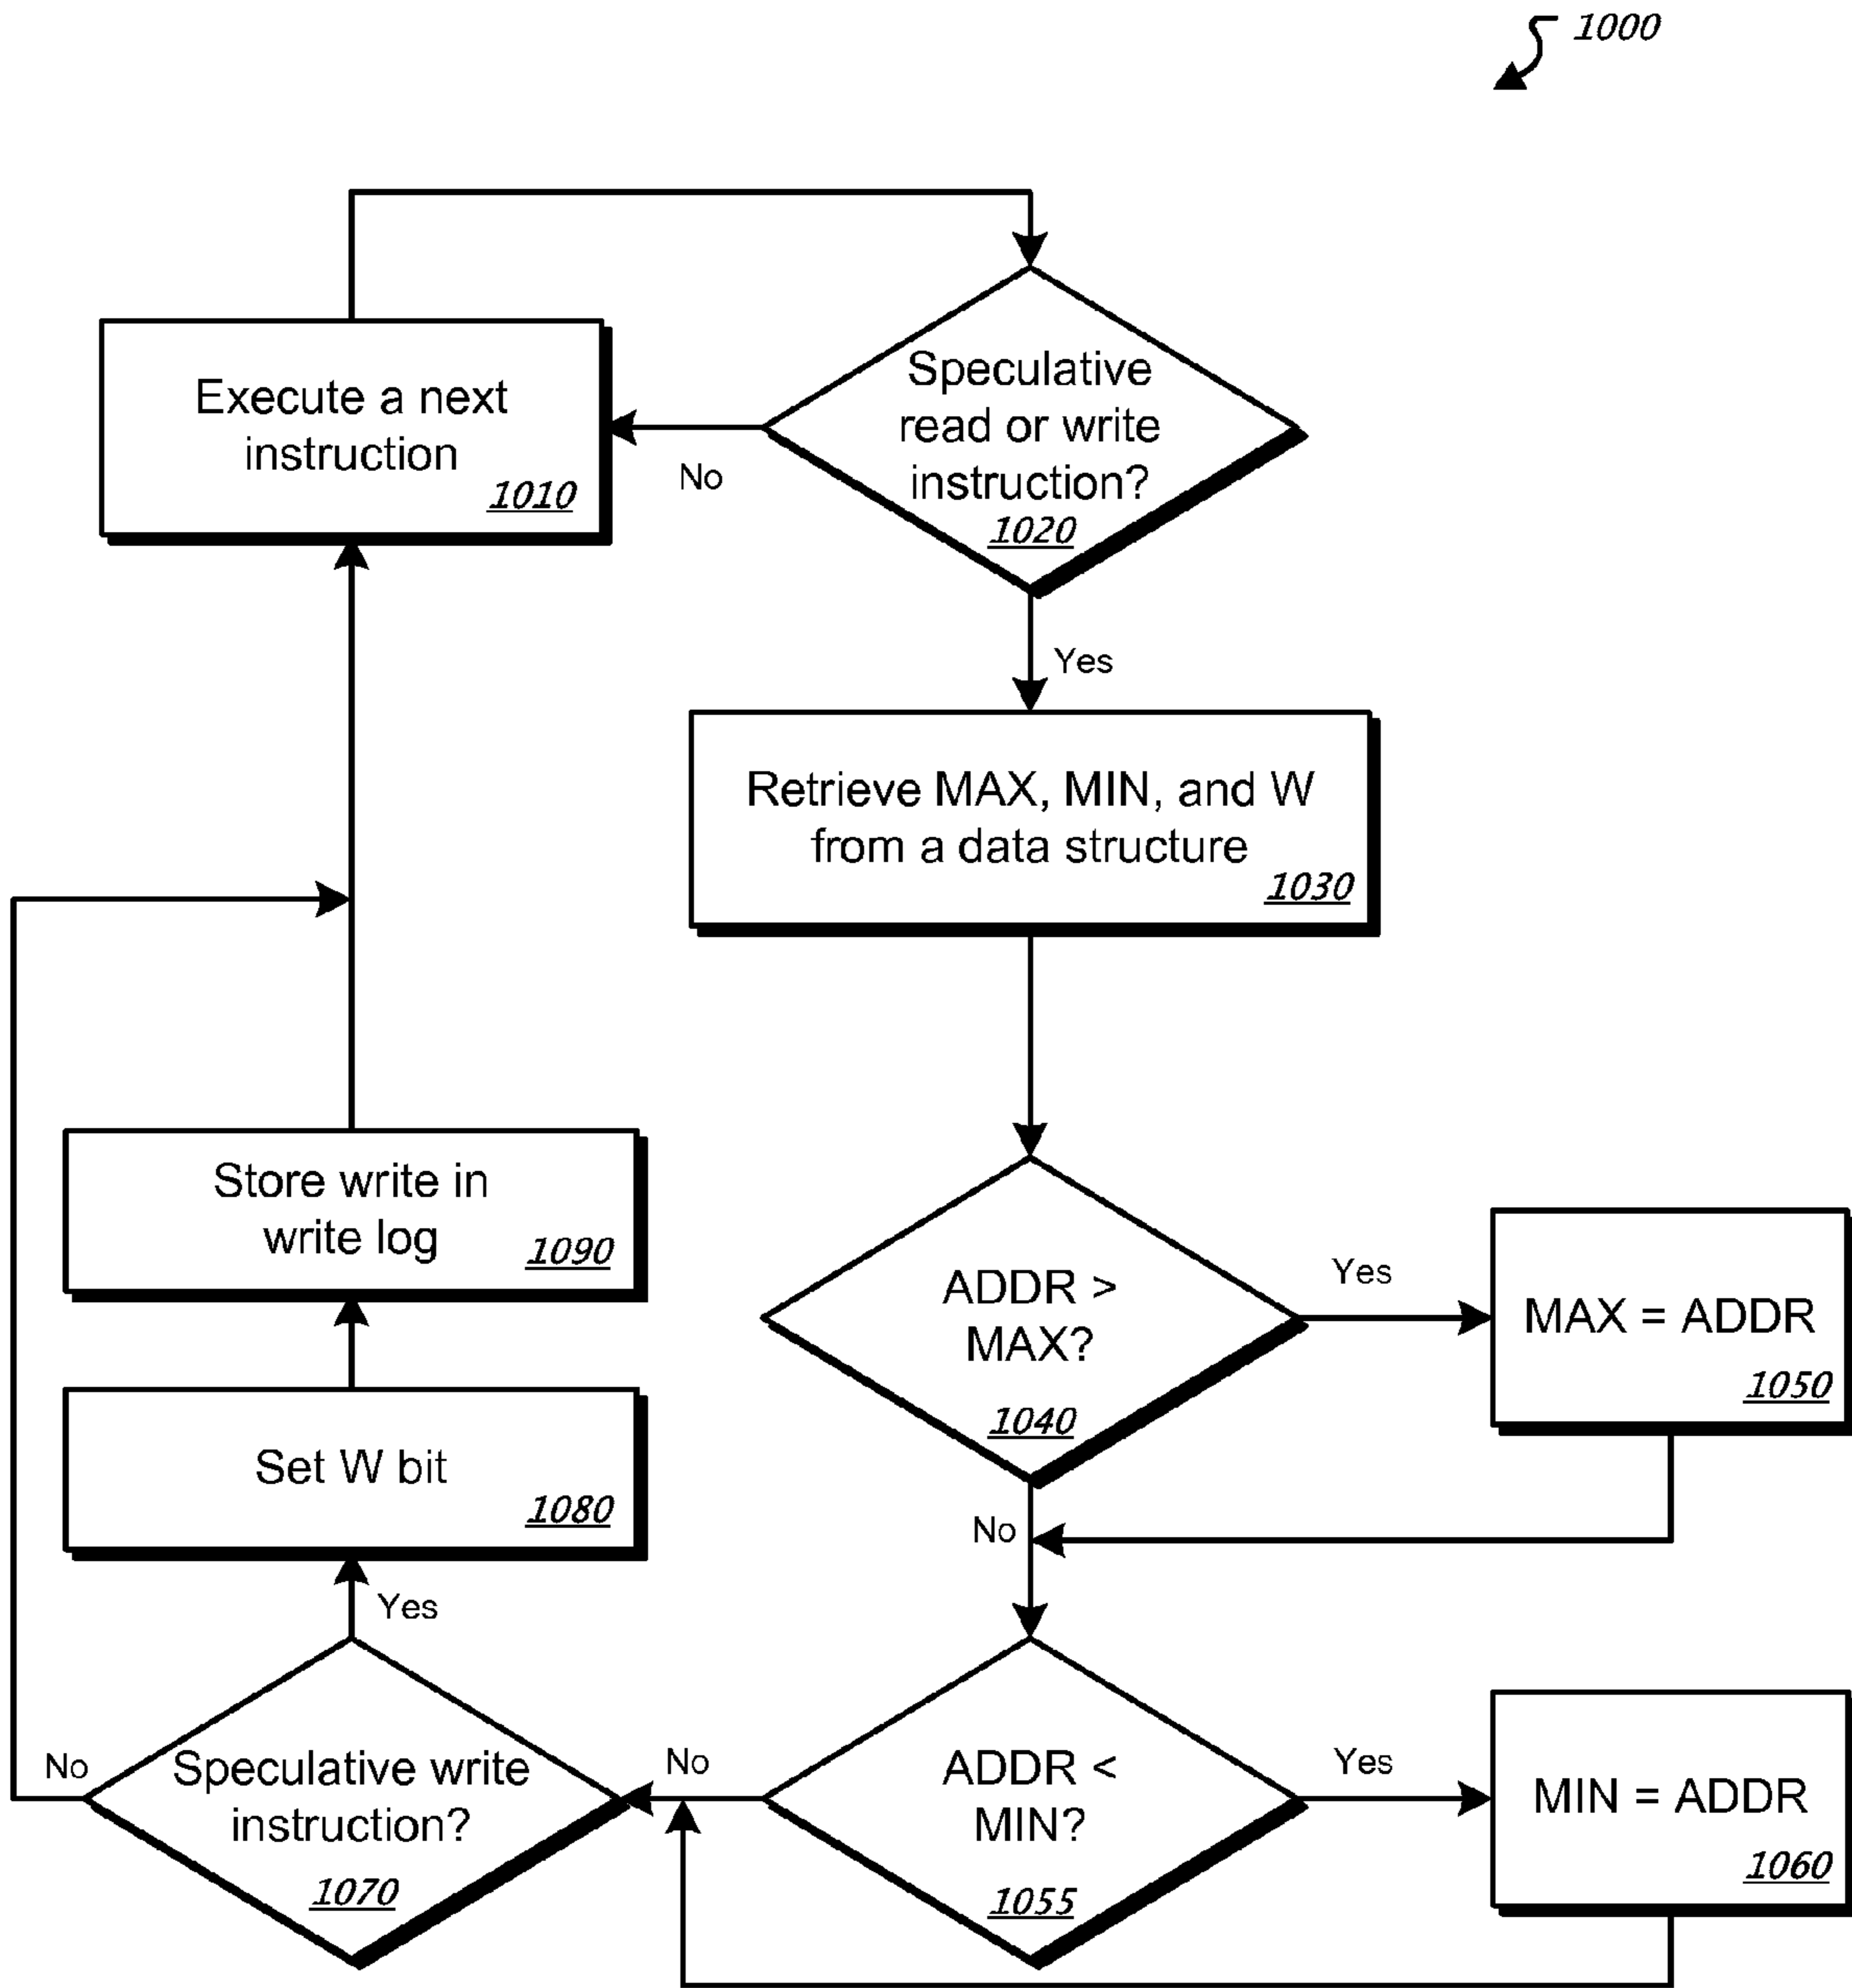 1000
Execute a next
instruction
1010
Speculative
read or write
instruction?
1020
No
Yes
Retrieve MAX, MIN, and W
from a data structure
1030
ADDR >
MAX?
1040
Yes
MAX = ADDR
1050
No
ADDR <
MIN?
1055
Yes
MIN = ADDR
1060
No
Speculative write
instruction?
1070
No
Yes
Set W bit
1080
Store write in
write log
1090